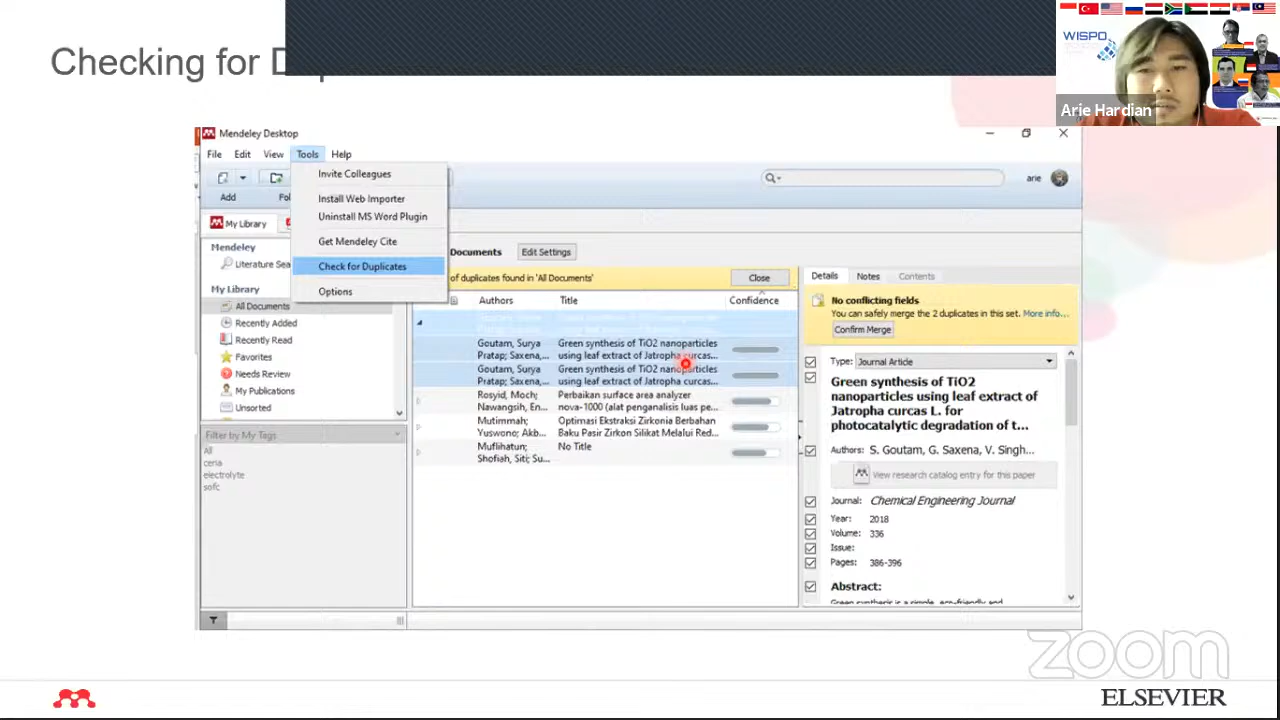 Checking for
WISPO
Arie Hardian
Mendeley Desktop
File Edit View Tools Help
Invite Colleagues
Install Web Importer
Uninstall MS Word Plugin
Get Mendeley Cite
Check for Duplicates
Options
Add
arie
My Library
Mendeley
Literature Sea
My Library
All Documents
Recently Added
Recently Read
Favorites
Needs Review
My Publications
Unsorted
Filter by My Tags
All
ceria
electrolyte
sofc
Documents Edit Settings
of duplicates found in 'All Documents' Close
Authors Title Confidence
Goutam, Surya Green synthesis of TiO2 nanoparticles
Pratap; Saxena,... using leaf extract of Jatropha curcas...
Goutam, Surya Green synthesis of TiO2 nanoparticles
Pratap; Saxena,... using leaf extract of Jatropha curcas...
Rosyid, Moch; Perbaikan surface area analyzer
Nawangsih, En... nova-1000 (alat penganalisis luas pe...
Mutimmah; Optimasi Ekstraksi Zirkonia Berbahan
Yuswono; Akb... Baku Pasir Zirkon Silikat Melalui Red...
Muflihatun; No Title
Shofiah, Siti; Su...
Details Notes Contents
No conflicting fields
You can safely merge the 2 duplicates in this set. More info...
Confirm Merge
Type: Journal Article
Green synthesis of TiO2
nanoparticles using leaf extract of
Jatropha curcas L. for
photocatalytic degradation of t...
Authors: S. Goutam, G. Saxena, V. Singh...
View research catalog entry for this paper
Journal: Chemical Engineering Journal
Year: 2018
Volume: 336
Issue:
Pages: 386-396
Abstract:
Green synthesis is a simple, eco-friendly and
zoom
ELSEVIER